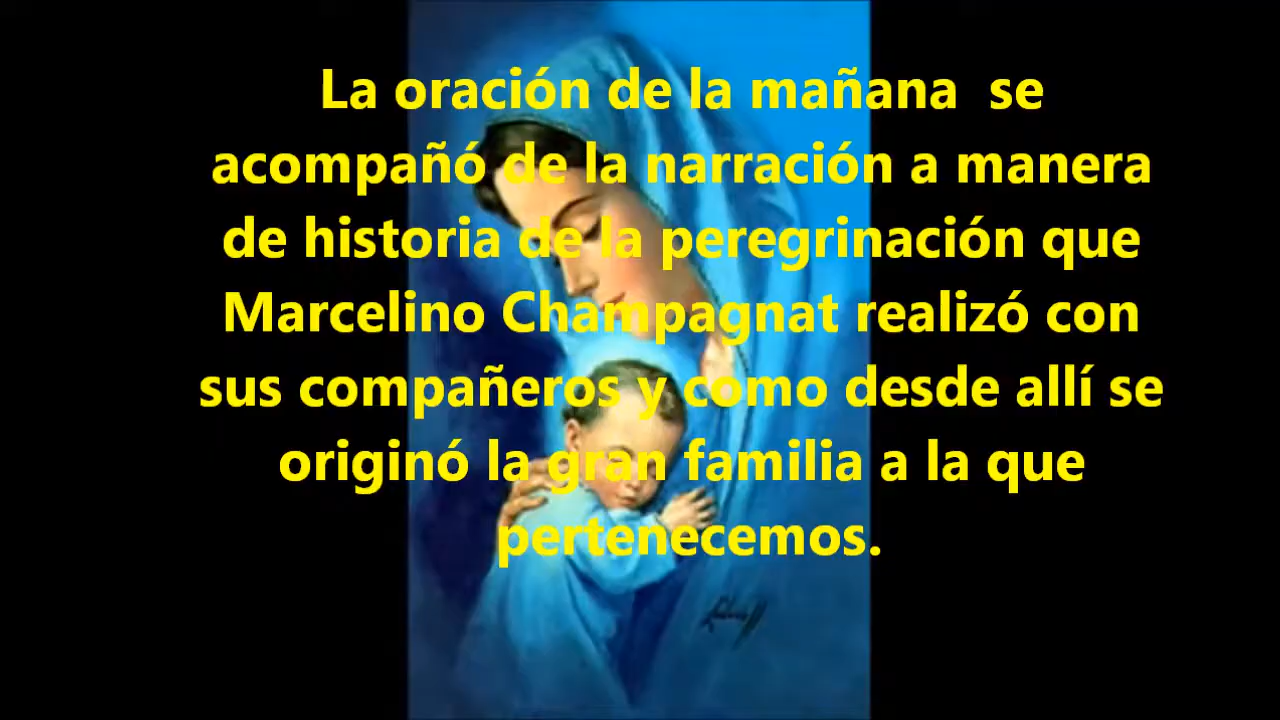 La oración de la mañana  se
acompañó de la narración a manera
de historia de la peregrinación que
Marcelino Champagnat realizó con
sus compañeros y como desde allí se
originó la gran familia a la que
pertenecemos.